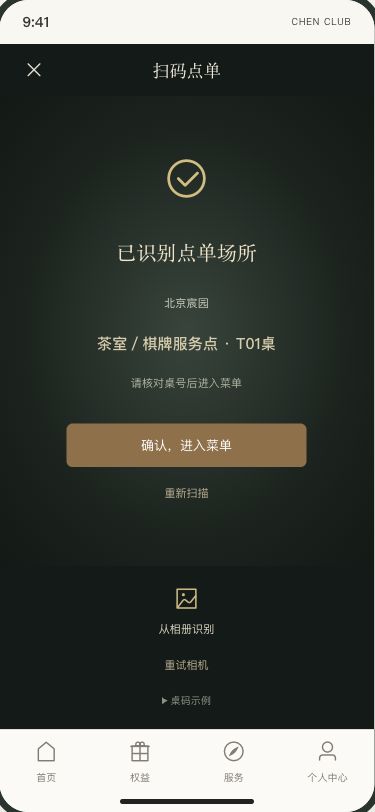 9:41
CHEN CLUB
扫码点单
已识别点单场所
北京宸园
茶室 / 棋牌服务点 · T01桌
请核对桌号后进入菜单
确认，进入菜单
重新扫描
从相册识别
重试相机
▶ 桌码示例
首页
权益
服务
个人中心